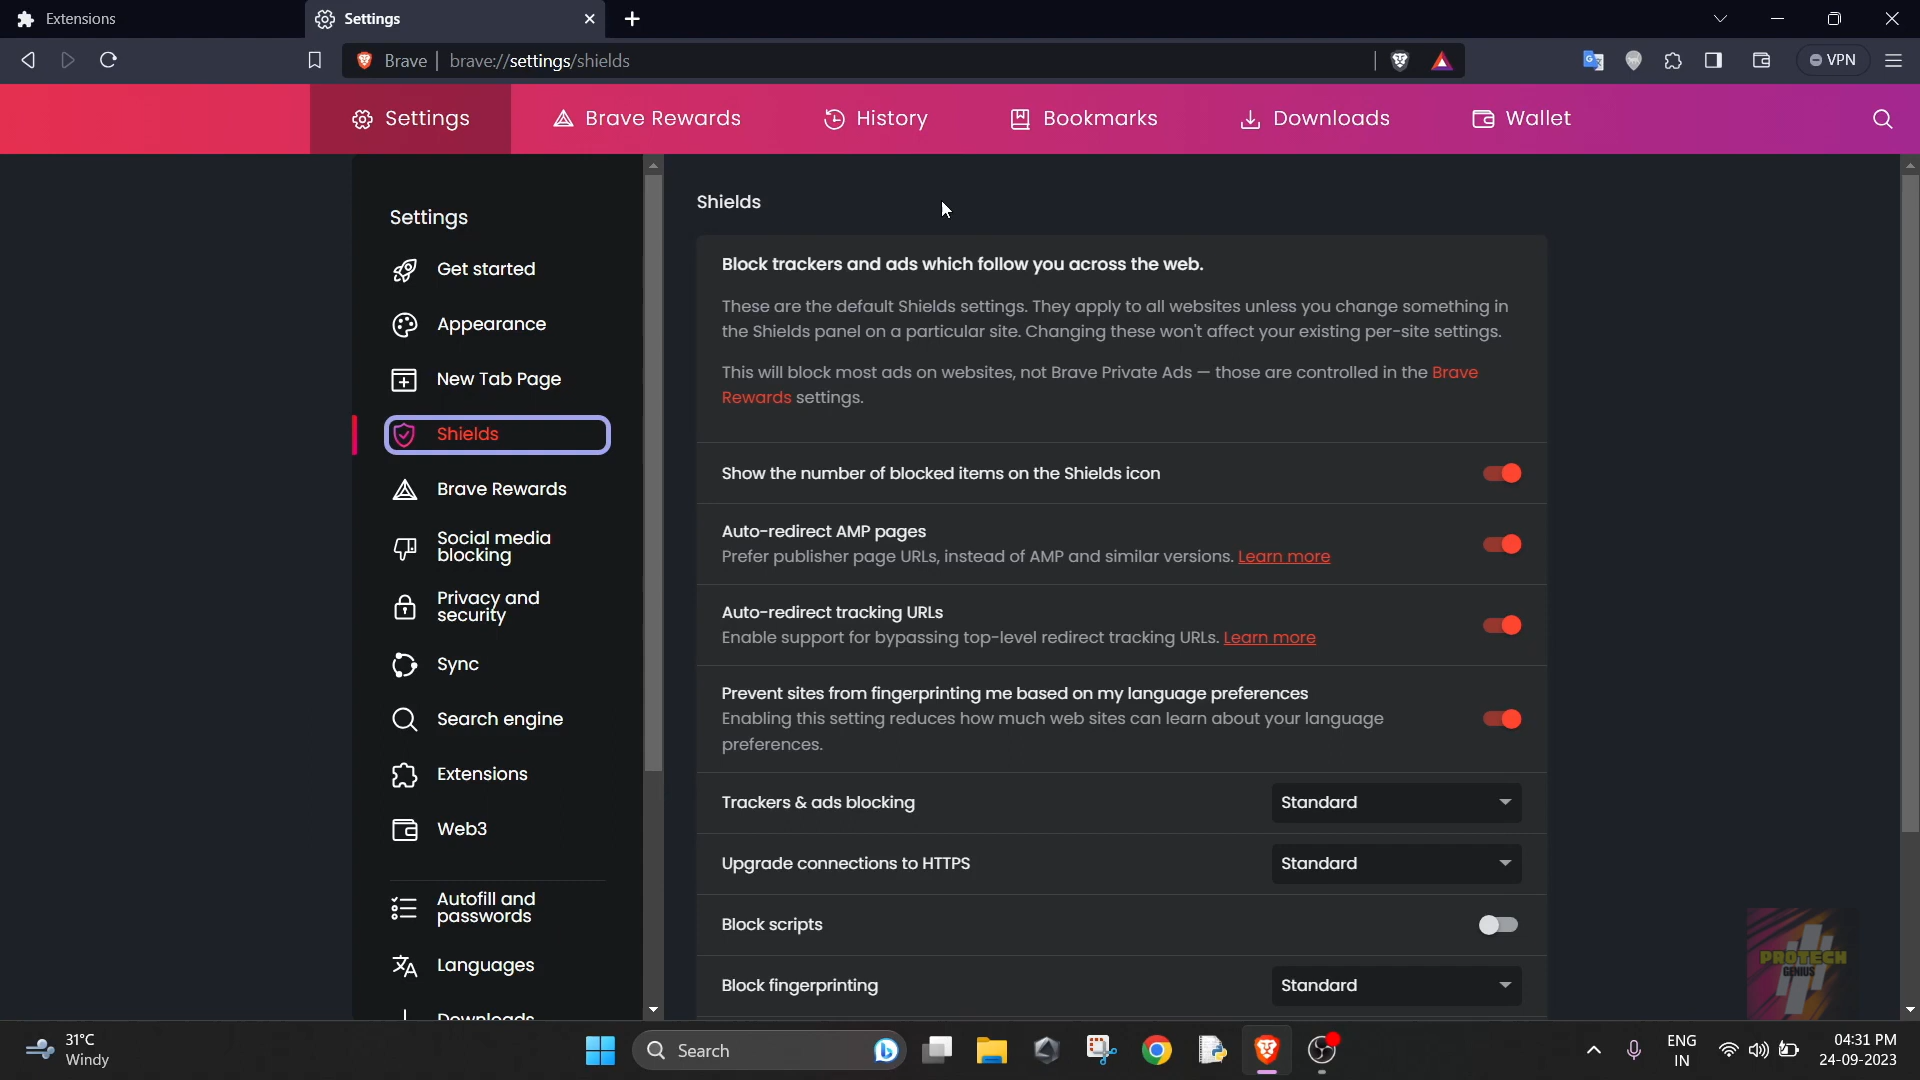 Extensions
Settings
Brave
brave://settings/shields
VPN
Settings
Brave Rewards
History
Bookmarks
Downloads
Wallet
Settings
Get started
Appearance
New Tab Page
Shields
Brave Rewards
Social media
blocking
Privacy and
security
Sync
Search engine
Extensions
Web3
Autofill and
passwords
Languages
Downloads
Shields
Block trackers and ads which follow you across the web.
These are the default Shields settings. They apply to all websites unless you change something in
the Shields panel on a particular site. Changing these won't affect your existing per-site settings.
This will block most ads on websites, not Brave Private Ads — those are controlled in the Brave
Rewards settings.
Show the number of blocked items on the Shields icon
Auto-redirect AMP pages
Prefer publisher page URLs, instead of AMP and similar versions. Learn more
Auto-redirect tracking URLs
Enable support for bypassing top-level redirect tracking URLs. Learn more
Prevent sites from fingerprinting me based on my language preferences
Enabling this setting reduces how much web sites can learn about your language
preferences.
Trackers & ads blocking
Standard
Upgrade connections to HTTPS
Standard
Block scripts
Block fingerprinting
Standard
PROTECH
GENIUS
31°C
Windy
Search
ENG
IN
04:31 PM
24-09-2023